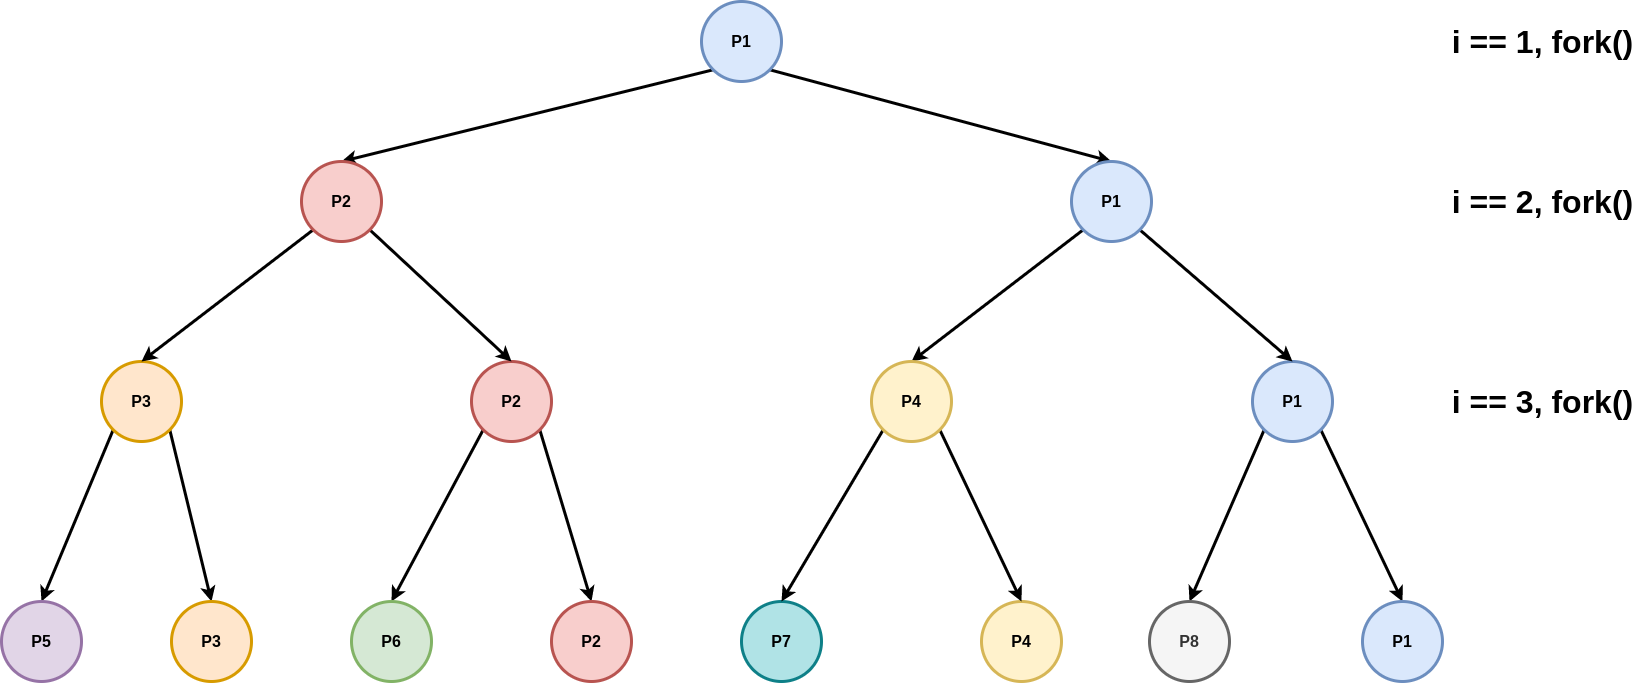 P1
i == 1, fork()
P2
P1
i == 2, fork()
P3
P2
P4
P1
i == 3, fork()
P5
P3
P6
P2
P7
P4
P8
P1